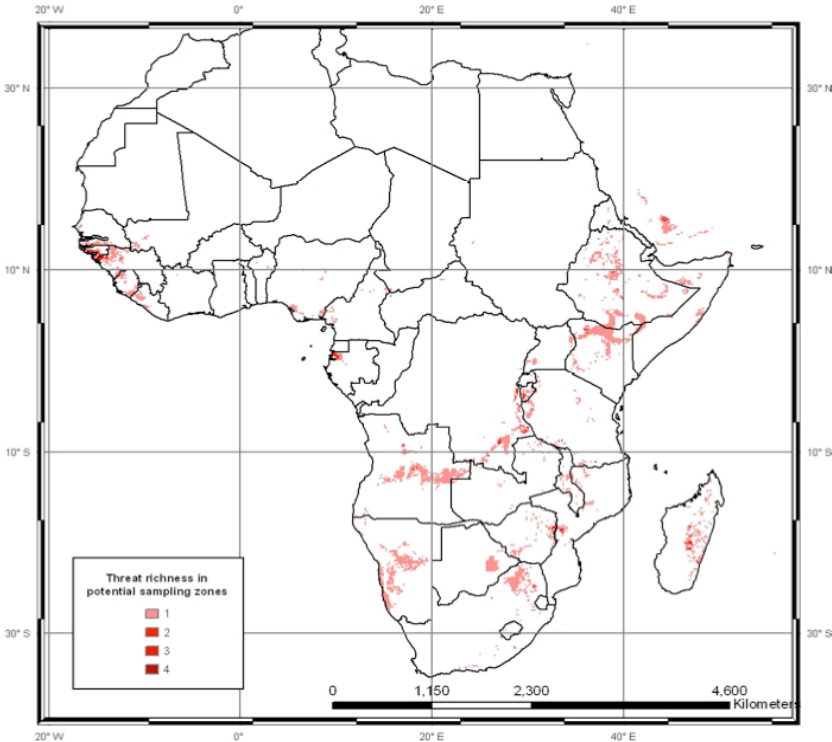 20° W 0° 20° E 40° E
30° N 30° N
10° N 10° N
10° S 10° S
Threat richness in
potential sampling zones
1
2
3
4
30° S 30° S
0 1,150 2,300 4,600
Kilometers
20° W 0° 20° E 40° E